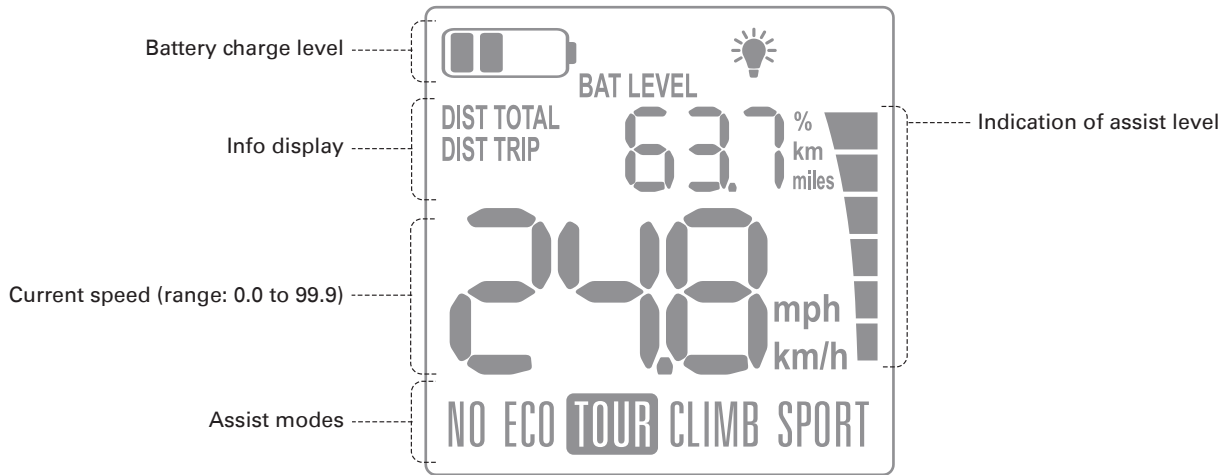 Battery charge level
BAT LEVEL
Info display
DIST TOTAL
DIST TRIP
63.7
%
km
miles
Indication of assist level
Current speed (range: 0.0 to 99.9)
24.8
mph
km/h
Assist modes
NO ECO TOUR CLIMB SPORT